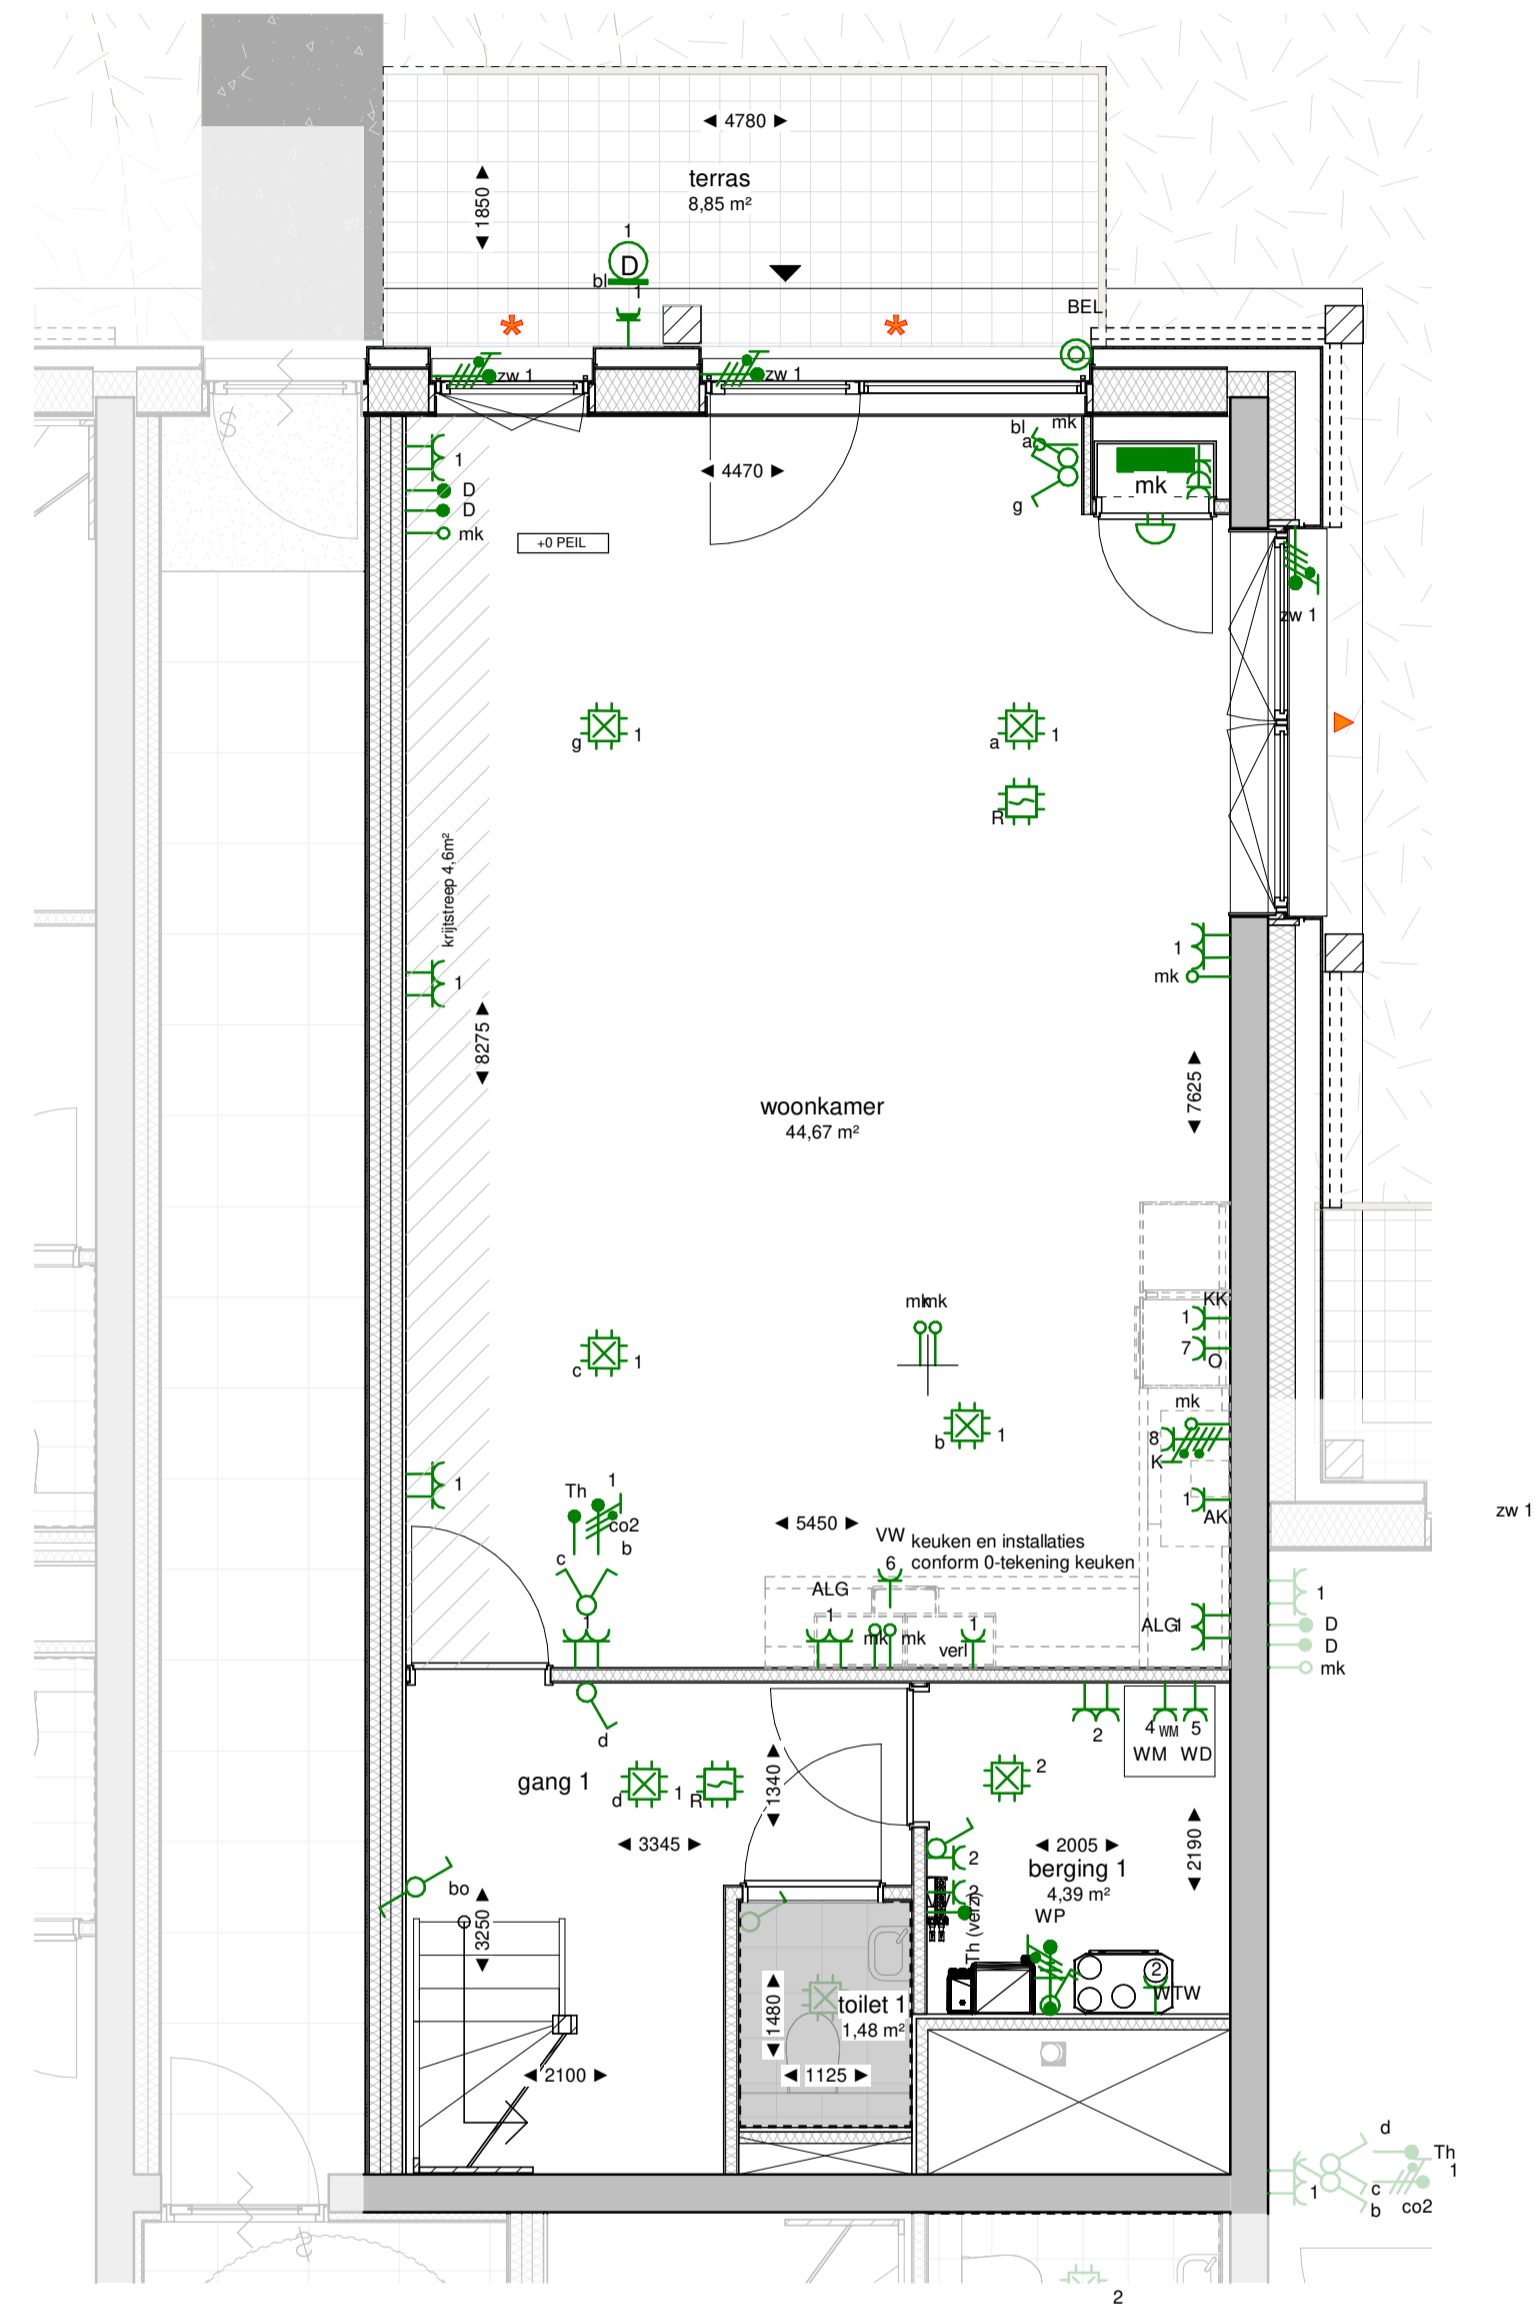 4780
terras
8,85 m²
1850
1
D
bl
1
BEL
zw 1
zw 1
bl
mk
a
4470
mk
g
1
D
D
mk
+0 PEIL
zw 1
g
1
a
1
R
krijtstreep 4,6m²
1
mk
1
8275
7625
woonkamer
44,67 m²
mk
mk
KK
1
7
O
c
1
b
1
mk
8
K
1
AK
1
Th
1
co2
b
c
5450
VW
6
keuken en installaties
conform 0-tekening keuken
zw 1
ALG
1
1
mk
mk
1
verl
ALG
1
1
D
D
mk
d
2
4
WM
5
WM
WD
gang 1
d
1
R
1340
2
3345
2005
2190
berging 1
4,39 m²
2
2
bo
3250
WP
Th (verz)
2
WTW
1480
toilet 1
1,48 m²
2100
1125
d
Th
1
1
c
b
co2
2